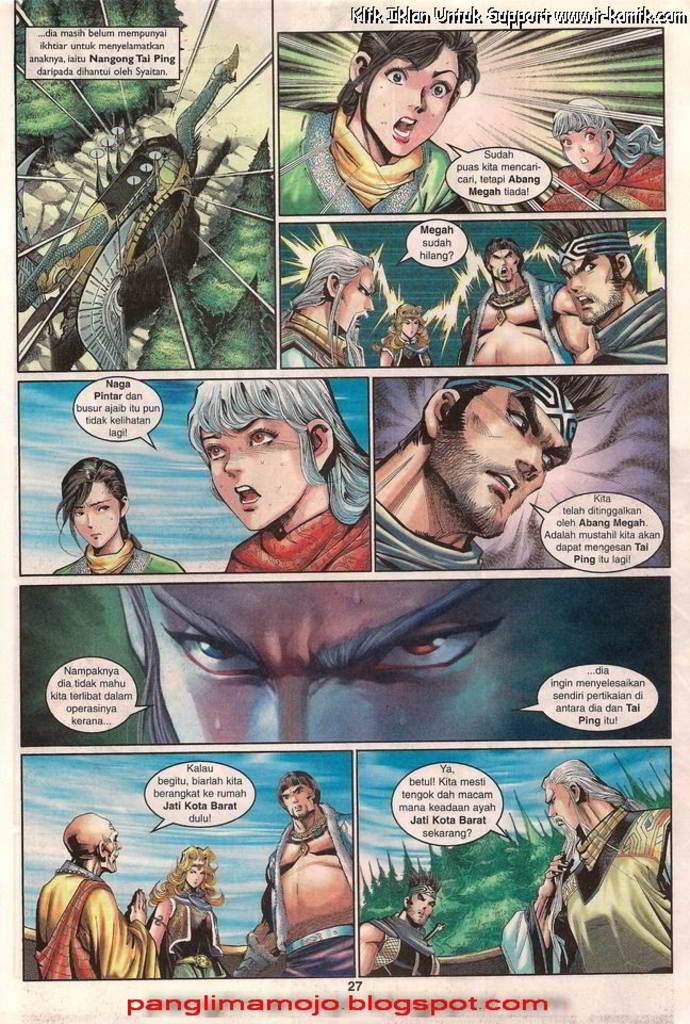 Klik Iklan Untuk Support www.ir-komik.com
...dia masih belum mempunyai
ikhtiar untuk menyelamatkan
anaknya, iaitu Nangong Tai Ping
daripada dihantui oleh Syaitan.
Sudah
puas kita mencari-
cari, tetapi Abang
Megah tiada!
Megah
sudah
hilang?
Naga
Pintar dan
busur ajaib itu pun
tidak kelihatan
lagi!
Kita
telah ditinggalkan
oleh Abang Megah.
Adalah mustahil kita akan
dapat mengesan Tai
Ping itu lagi!
Nampaknya
dia tidak mahu
kita terlibat dalam
operasinya
kerana...
...dia
ingin menyelesaikan
sendiri pertikaian di
antara dia dan Tai
Ping itu!
Kalau
begitu, biarlah kita
berangkat ke rumah
Jati Kota Barat
dulu!
Ya,
betul! Kita mesti
tengok dah macam
mana keadaan ayah
Jati Kota Barat
sekarang?
27
panglimamojo.blogspot.com